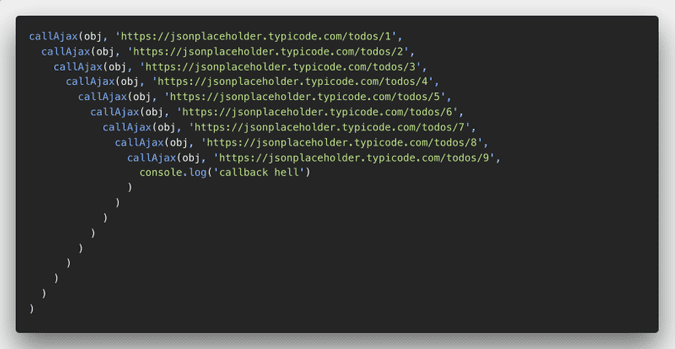 callAjax(obj, 'https://jsonplaceholder.typicode.com/todos/1',
  callAjax(obj, 'https://jsonplaceholder.typicode.com/todos/2',
    callAjax(obj, 'https://jsonplaceholder.typicode.com/todos/3',
      callAjax(obj, 'https://jsonplaceholder.typicode.com/todos/4',
        callAjax(obj, 'https://jsonplaceholder.typicode.com/todos/5',
          callAjax(obj, 'https://jsonplaceholder.typicode.com/todos/6',
            callAjax(obj, 'https://jsonplaceholder.typicode.com/todos/7',
              callAjax(obj, 'https://jsonplaceholder.typicode.com/todos/8',
                callAjax(obj, 'https://jsonplaceholder.typicode.com/todos/9',
                  console.log('callback hell')
                )
              )
            )
          )
        )
      )
    )
  )
)